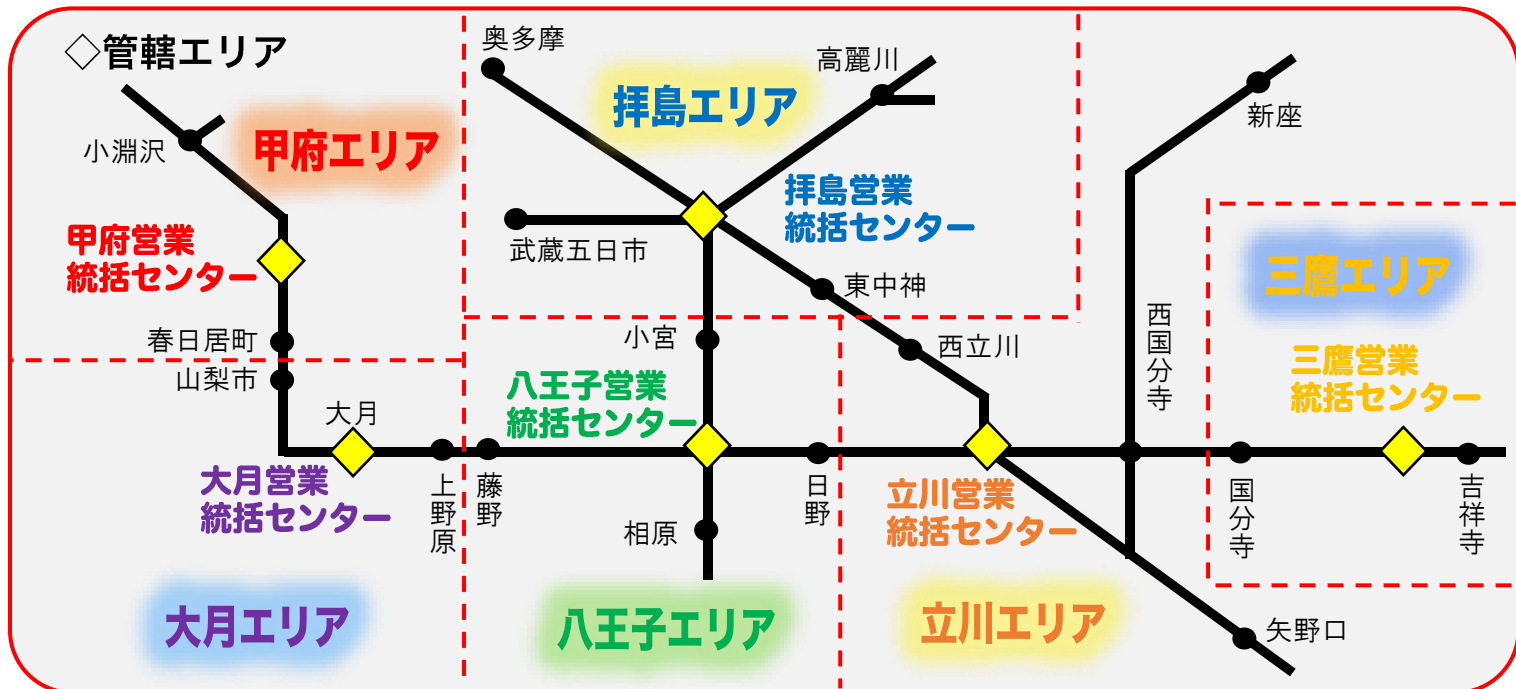 ◇管轄エリア
小淵沢
甲府エリア
甲府営業
統括センター
春日居町
山梨市
大月
大月営業
統括センター
上野原
大月エリア
奥多摩
拝島エリア
高麗川
拝島営業
統括センター
武蔵五日市
東中神
小宮
西立川
八王子営業
統括センター
藤野
日野
相原
八王子エリア
立川営業
統括センター
立川エリア
新座
西国分寺
三鷹エリア
三鷹営業
統括センター
国分寺
吉祥寺
矢野口